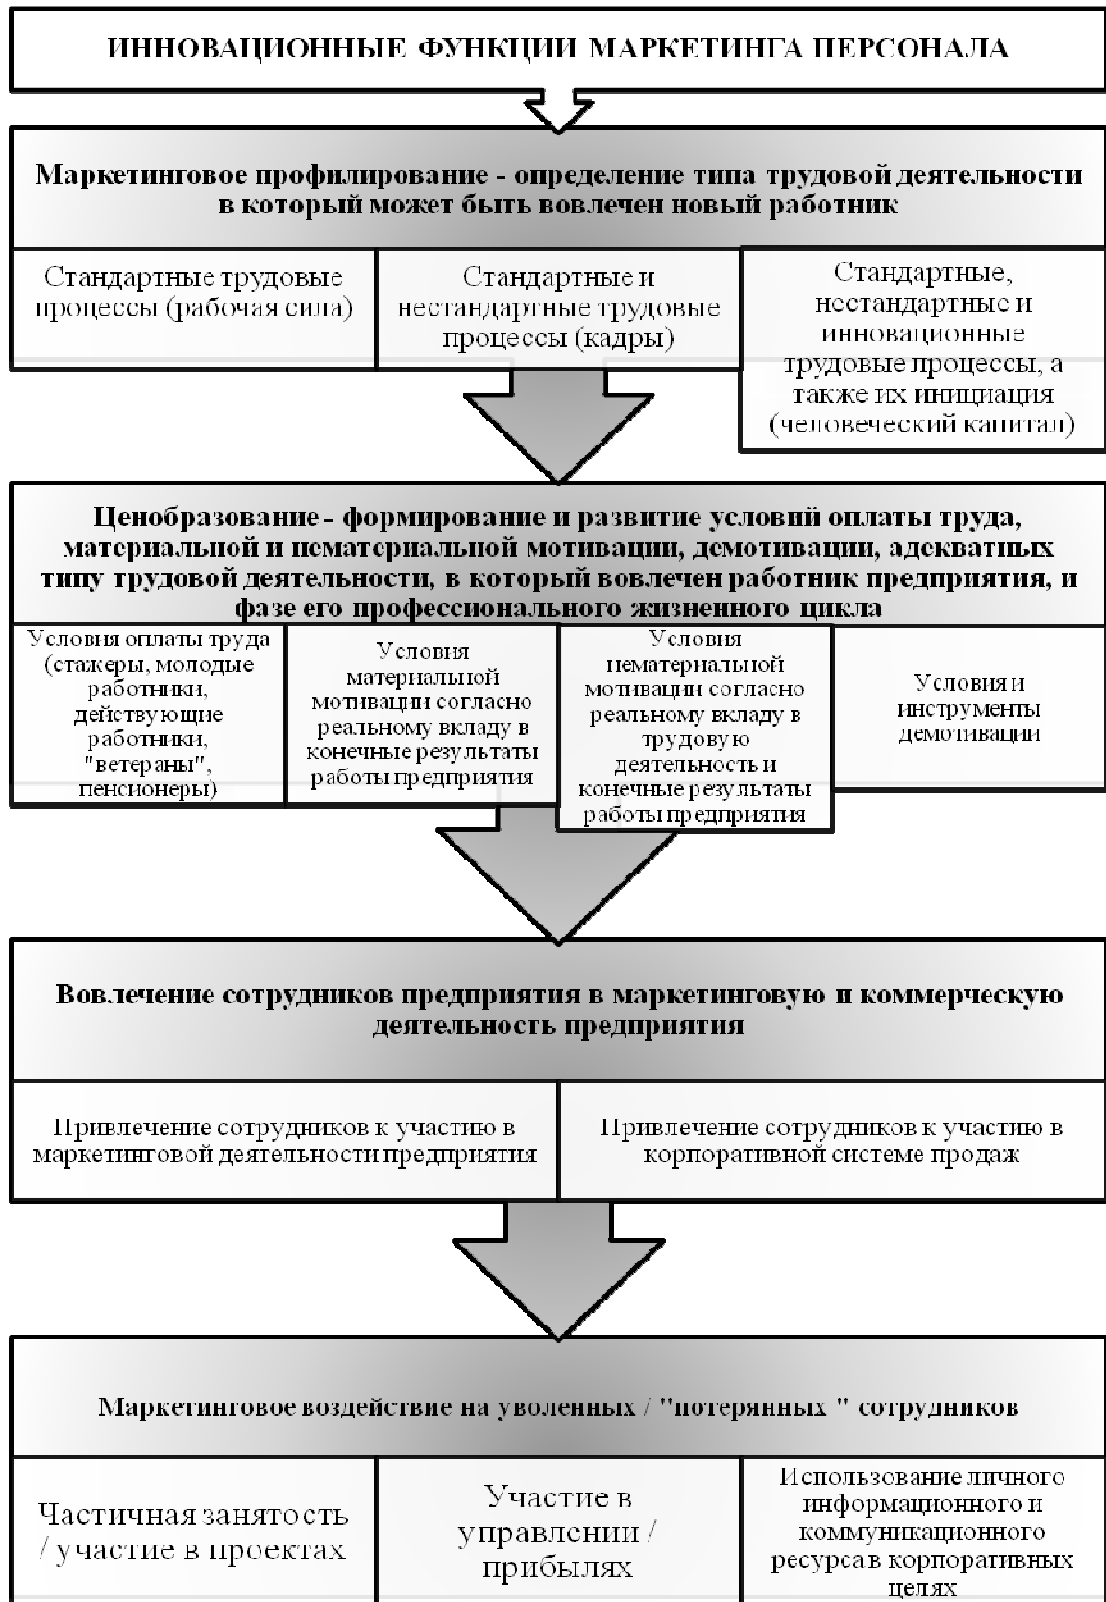 ИННОВАЦИОННЫЕ ФУНКЦИИ МАРКЕТИНГА ПЕРСОНАЛА
Маркетинговое профилирование - определение типа трудовой деятельности
в который может быть вовлечен новый работник
Стандартные трудовые
процессы (рабочая сила)
Стандартные и
нестандартные трудовые
процессы (кадры)
Стандартные,
нестандартные и
инновационные
трудовые процессы, а
также их инициация
(человеческий капитал)
Ценобразование - формирование и развитие условий оплаты труда,
материальной и нематериальной мотивации, демотивации, адекватных
типу трудовой деятельности, в который вовлечен работник предприятия, и
фазе его профессионального жизненного цикла
Условия оплаты труда
(стажеры, молодые
работники,
действующие
работники,
"ветераны",
пенсионеры)
Условия
материальной
мотивации согласно
реальному вкладу в
конечные результаты
работы предприятия
Условия
нематериальной
мотивации согласно
реальному вкладу в
трудовую
деятельность и
конечные результаты
работы предприятия
Условия и
инструменты
демотивации
Вовлечение сотрудников предприятия в маркетинговую и коммерческую
деятельность предприятия
Привлечение сотрудников к участию в
маркетинговой деятельности предприятия
Привлечение сотрудников к участию в
корпоративной системе продаж
Маркетинговое воздействие на уволенных / "потерянных " сотрудников
Частичная занятость
/ участие в проектах
Участие в
управлении /
прибылях
Использование личного
информационного и
коммуникационного
ресурса в корпоративных
целях